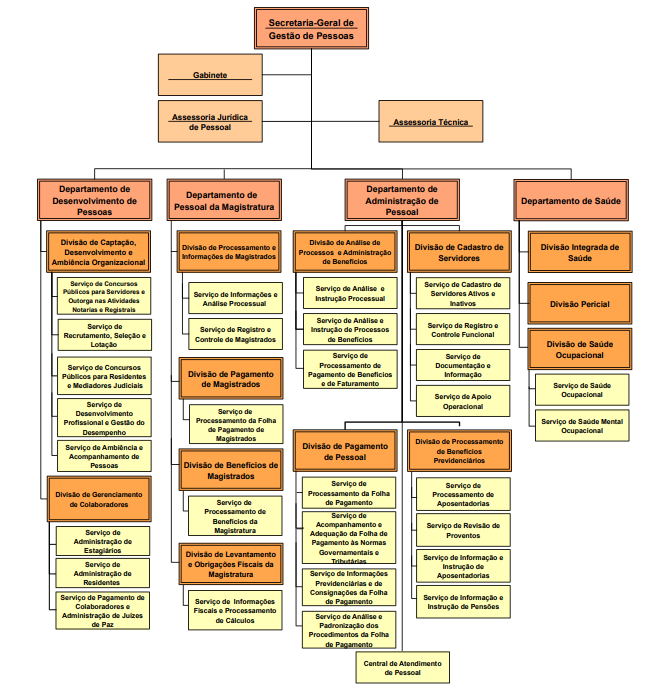 Secretaria-Geral de
Gestão de Pessoas
Gabinete
Assessoria Jurídica
de Pessoal
Assessoria Técnica
Departamento de
Desenvolvimento de
Pessoas
Divisão de Captação,
Desenvolvimento e
Ambiência Organizacional
Serviço de Concursos
Públicos para Servidores e
Outorga nas Atividades
Notarias e Registrais
Serviço de
Recrutamento, Seleção e
Lotação
Serviço de Concursos
Públicos para Residentes
e Mediadores Judiciais
Serviço de
Desenvolvimento
Profissional e Gestão do
Desempenho
Serviço de Ambiência e
Acompanhamento de
Pessoas
Divisão de Gerenciamento
de Colaboradores
Serviço de
Administração de
Estagiários
Serviço de
Administração de
Residentes
Serviço de Pagamento de
Colaboradores e
Administração de Juízes
de Paz
Departamento de
Pessoal da Magistratura
Divisão de Processamento e
Informações de Magistrados
Serviço de Informações e
Análise Processual
Serviço de Registro e
Controle de Magistrados
Divisão de Pagamento
de Magistrados
Serviço de
Processamento da Folha
de Pagamento de
Magistrados
Divisão de Benefícios de
Magistrados
Serviço de
Processamento de
Benefícios da
Magistratura
Divisão de Levantamento
e Obrigações Fiscais da
Magistratura
Serviço de Informações
Fiscais e Processamento
de Cálculos
Departamento de
Administração de
Pessoal
Divisão de Análise de
Processos e Administração
de Benefícios
Serviço de Análise e
Instrução Processual
Serviço de Análise e
Instrução de Processos
de Benefícios
Serviço de
Processamento de
Pagamento de Benefícios
e de Faturamento
Divisão de Cadastro de
Servidores
Serviço de Cadastro de
Servidores Ativos e
Inativos
Serviço de Registro e
Controle Funcional
Serviço de
Documentação e
Informação
Serviço de Apoio
Operacional
Divisão de Pagamento
de Pessoal
Serviço de
Processamento da Folha
de Pagamento
Serviço de
Acompanhamento e
Adequação da Folha de
Pagamento às Normas
Governamentais e
Tributárias
Serviço de Informações
Previdenciárias e de
Consignações da Folha
de Pagamento
Serviço de Análise e
Padronização dos
Procedimentos da Folha
de Pagamento
Divisão de Processamento
de Benefícios
Previdenciários
Serviço de
Processamento de
Aposentadorias
Serviço de Revisão de
Proventos
Serviço de Informação e
Instrução de
Aposentadorias
Serviço de Informação e
Instrução de Pensões
Central de Atendimento
de Pessoal
Departamento de Saúde
Divisão Integrada de
Saúde
Divisão Pericial
Divisão de Saúde
Ocupacional
Serviço de Saúde
Ocupacional
Serviço de Saúde Mental
Ocupacional